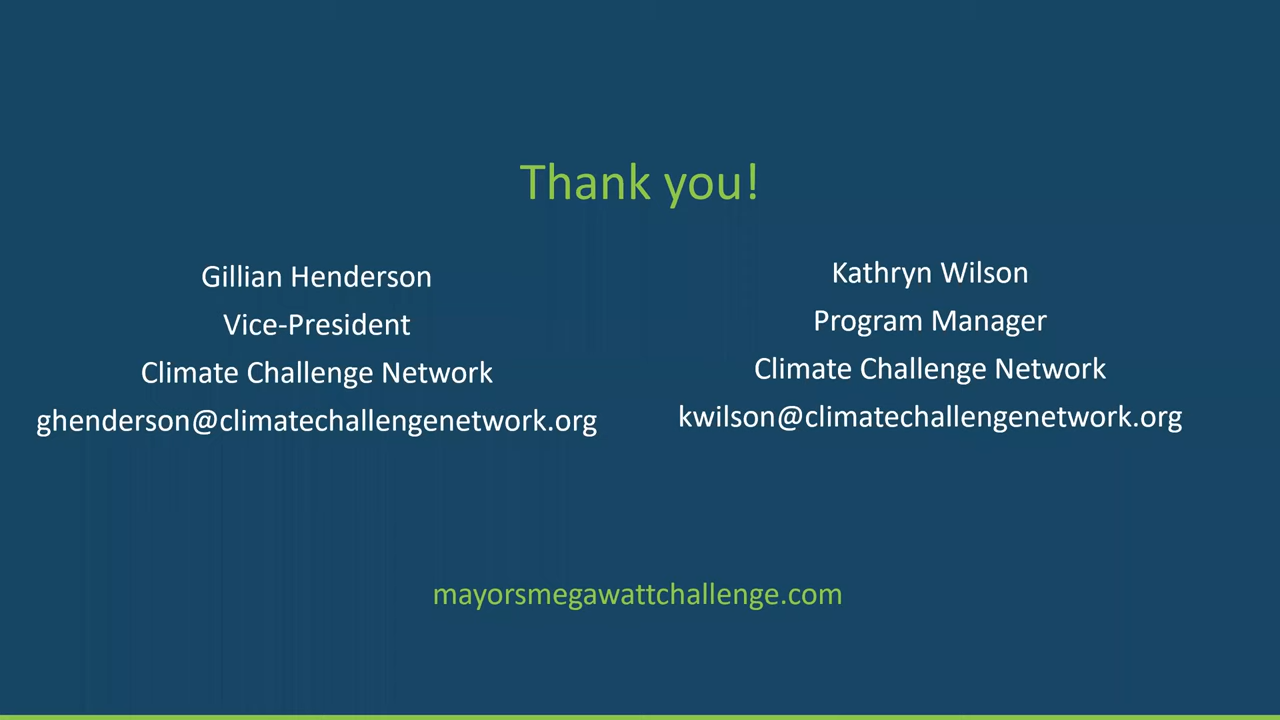 Thank you!
Gillian Henderson
Vice-President
Climate Challenge Network
ghenderson@climatechallengenetwork.org
Kathryn Wilson
Program Manager
Climate Challenge Network
kwilson@climatechallengenetwork.org
mayorsmegawattchallenge.com